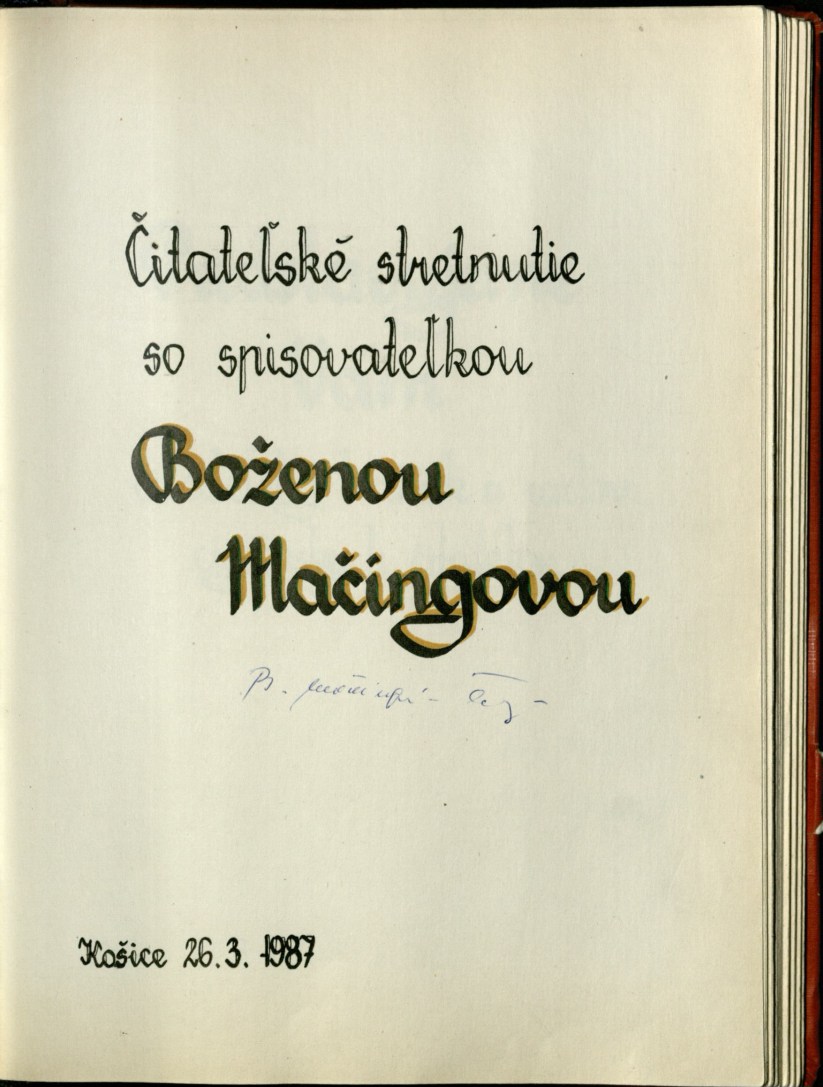 Čitateľské stretnutie
so spisovateľkou
Boženou
Mačingovou
B.
Košice 26.3.1987